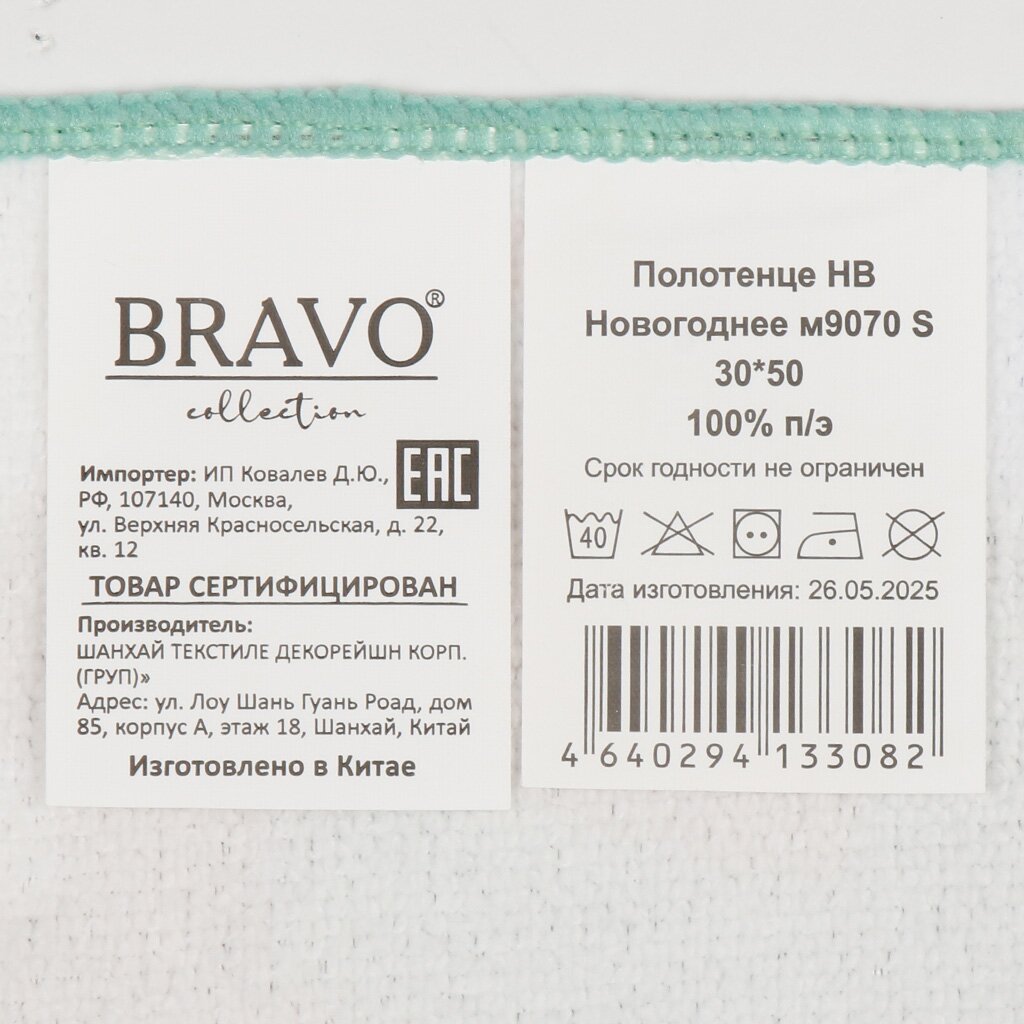 BRAVO®
collection
Импортер: ИП Ковалев Д.Ю.,
EAC
РФ, 107140, Москва,
ул. Верхняя Красносельская, д. 22,
кв. 12
ТОВАР СЕРТИФИЦИРОВАН
Производитель:
ШАНХАЙ ТЕКСТИЛЕ ДЕКОРЕЙШН КОРП.
(ГРУП)»
Адрес: ул. Лоу Шань Гуань Роад, дом
85, корпус А, этаж 18, Шанхай, Китай
Изготовлено в Китае
Полотенце НВ
Новогоднее м9070 S
30*50
100% п/э
Срок годности не ограничен
40
Дата изготовления: 26.05.2025
4 640294 133082